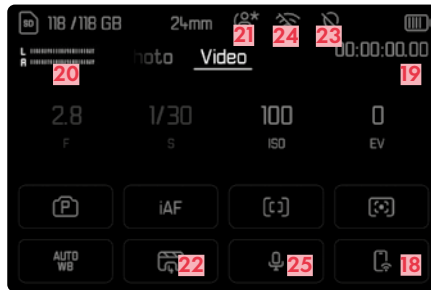 SD 118 / 118 GB 24mm 21 24 23
L R 20 hoto Video 00:00:00.00 19
2.8 1/30 100 0
F S ISO EV
P iAF
AUTO WB 22 25 18